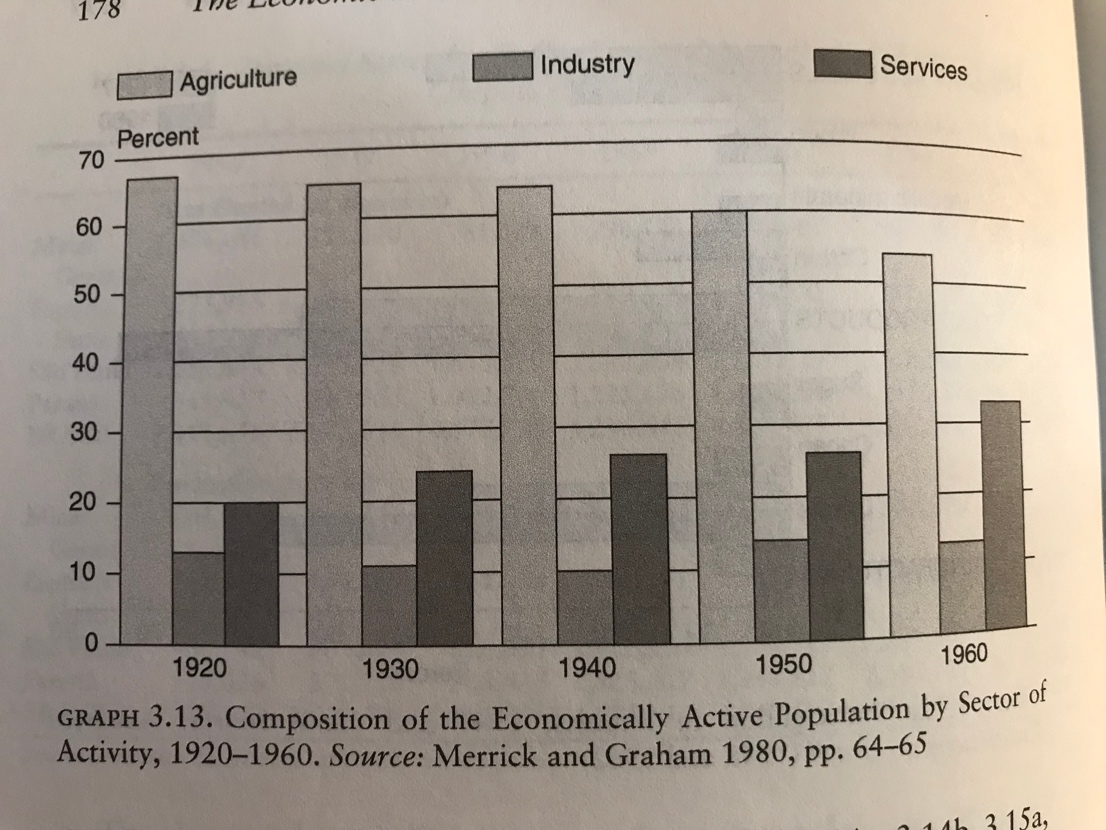 178 The
Agriculture Industry Services
Percent
70
60
50
40
30
20
10
0
1920 1930 1940 1950 1960
GRAPH 3.13. Composition of the Economically Active Population by Sector of
Activity, 1920–1960. Source: Merrick and Graham 1980, pp. 64–65
3.15a,